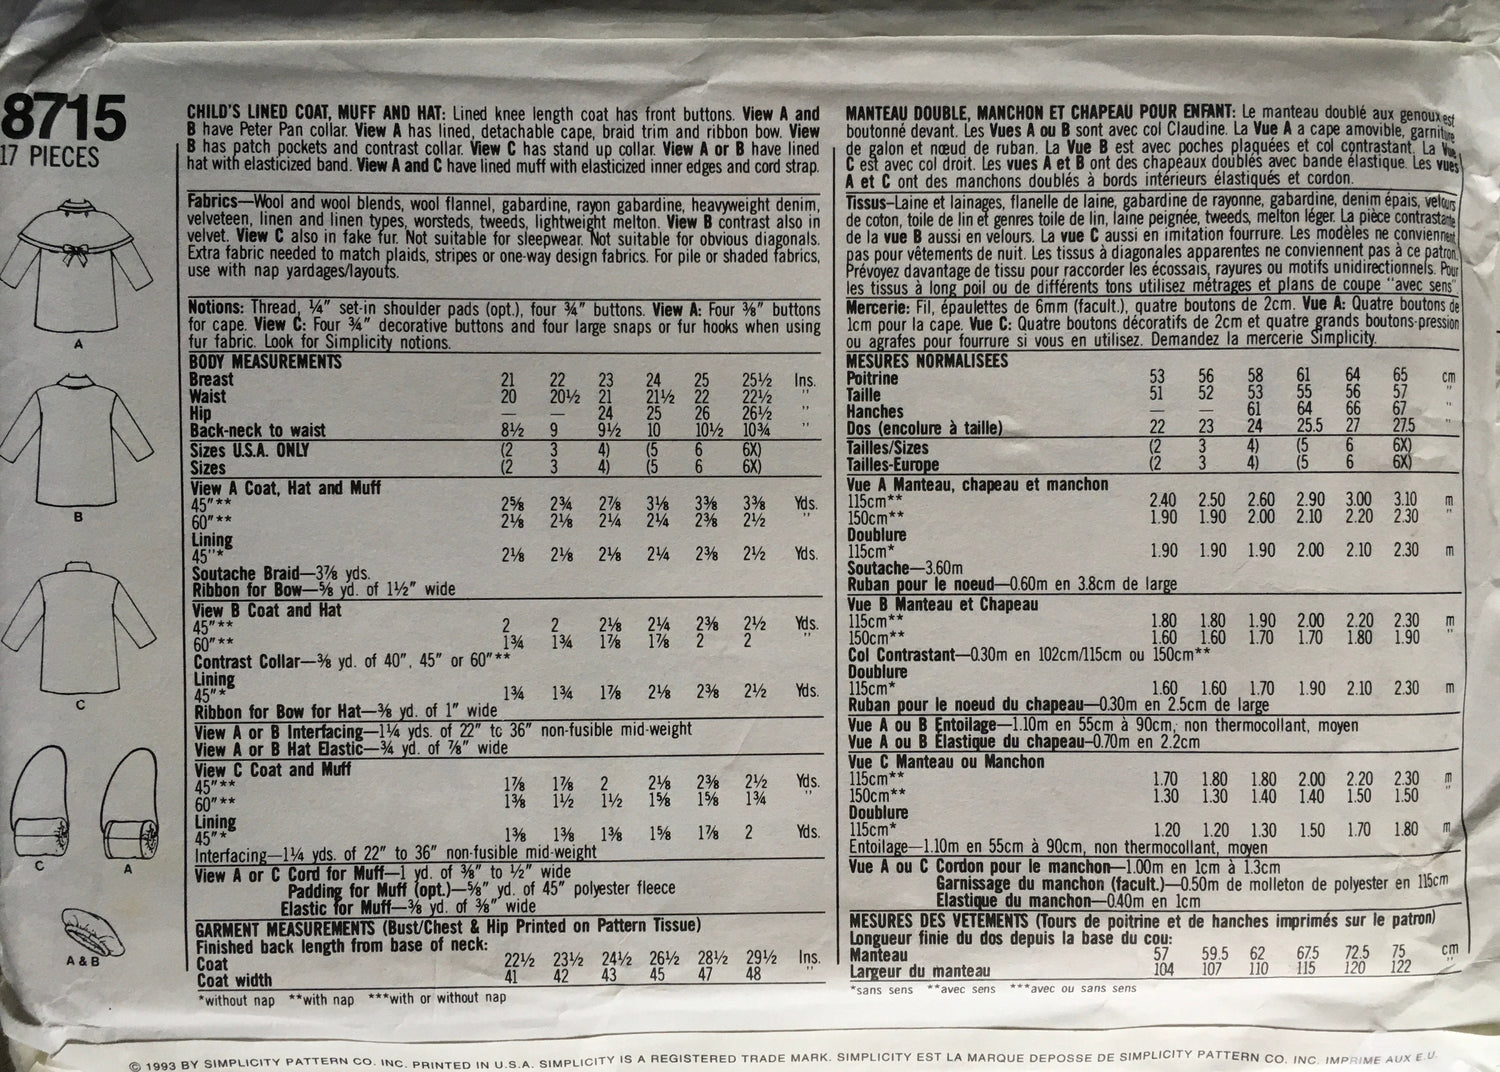 8715
17 PIECES
A
B
C
C A
A & B
CHILD'S LINED COAT, MUFF AND HAT: Lined knee length coat has front buttons. View A and
B have Peter Pan collar. View A has lined, detachable cape, braid trim and ribbon bow. View
B has patch pockets and contrast collar. View C has stand up collar. View A or B have lined
hat with elasticized band. View A and C have lined muff with elasticized inner edges and cord strap.
Fabrics—Wool and wool blends, wool flannel, gabardine, rayon gabardine, heavyweight denim,
velveteen, linen and linen types, worsteds, tweeds, lightweight melton. View B contrast also in
velvet. View C also in fake fur. Not suitable for sleepwear. Not suitable for obvious diagonals.
Extra fabric needed to match plaids, stripes or one-way design fabrics. For pile or shaded fabrics,
use with nap yardages/layouts.
Notions: Thread, ¼" set-in shoulder pads (opt.), four ¾" buttons. View A: Four ⅜" buttons
for cape. View C: Four ¾" decorative buttons and four large snaps or fur hooks when using
fur fabric. Look for Simplicity notions.
BODY MEASUREMENTS
Breast 21 22 23 24 25 25½ Ins.
Waist 20 20½ 21 21½ 22 22½ "
Hip — — 24 25 26 26½ "
Back-neck to waist 8½ 9 9½ 10 10½ 10¾ "
Sizes U.S.A. ONLY (2 3 4) (5 6 6X)
Sizes (2 3 4) (5 6 6X)
View A Coat, Hat and Muff
45"** 2⅝ 2¾ 2⅞ 3⅛ 3⅜ 3⅜ Yds.
60"** 2⅛ 2⅛ 2¼ 2¼ 2⅜ 2½ "
Lining
45"* 2⅛ 2⅛ 2⅛ 2¼ 2⅜ 2½ Yds.
Soutache Braid—3⅞ yds.
Ribbon for Bow—⅝ yd. of 1½" wide
View B Coat and Hat
45"** 2 2 2⅛ 2¼ 2⅜ 2½ Yds.
60"** 1¾ 1¾ 1⅞ 1⅞ 2 2 "
Contrast Collar—⅜ yd. of 40", 45" or 60"**
Lining
45"* 1¾ 1¾ 1⅞ 2⅛ 2⅜ 2½ Yds.
Ribbon for Bow for Hat—⅜ yd. of 1" wide
View A or B Interfacing—1¼ yds. of 22" to 36" non-fusible mid-weight
View A or B Hat Elastic—¾ yd. of ⅞" wide
View C Coat and Muff
45"** 1⅞ 1⅞ 2 2⅛ 2⅜ 2½ Yds.
60"** 1⅜ 1½ 1½ 1⅝ 1⅝ 1¾ "
Lining
45"* 1⅜ 1⅜ 1⅜ 1⅝ 1⅞ 2 Yds.
Interfacing—1¼ yds. of 22" to 36" non-fusible mid-weight
View A or C Cord for Muff—1 yd. of ⅜" to ½" wide
Padding for Muff (opt.)—⅝" yd. of 45" polyester fleece
Elastic for Muff—⅜ yd. of ⅜" wide
GARMENT MEASUREMENTS (Bust/Chest & Hip Printed on Pattern Tissue)
Finished back length from base of neck:
Coat 22½ 23½ 24½ 26½ 28½ 29½ Ins.
Coat width 41 42 43 45 47 48 "
*without nap **with nap ***with or without nap
MANTEAU DOUBLE, MANCHON ET CHAPEAU POUR ENFANT: Le manteau doublé aux genoux est
boutonné devant. Les Vues A ou B sont avec col Claudine. La Vue A a cape amovible, garniture
de galon et nœud de ruban. La Vue B est avec poches plaquées et col contrastant. La Vue
C est avec col droit. Les vues A et B ont des chapeaux doublés avec bande élastique. Les vues
A et C ont des manchons doublés à bords intérieurs élastiqués et cordon.
Tissus—Laine et lainages, flanelle de laine, gabardine de rayonne, gabardine, denim épais, velours
de coton, toile de lin et genres toile de lin, laine peignée, tweeds, melton léger. La pièce contrastante
de la vue B aussi en velours. La vue C aussi en imitation fourrure. Les modèles ne conviennent
pas pour vêtements de nuit. Les tissus à diagonales apparentes ne conviennent pas à ce patron.
Prévoyez davantage de tissu pour raccorder les écossais, rayures ou motifs unidirectionnels. Pour
les tissus à long poil ou de différents tons utilisez métrages et plans de coupe "avec sens".
Mercerie: Fil, épaulettes de 6mm (facult.), quatre boutons de 2cm. Vue A: Quatre boutons de
1cm pour la cape. Vue C: Quatre boutons décoratifs de 2cm et quatre grands boutons-pression
ou agrafes pour fourrure si vous en utilisez. Demandez la mercerie Simplicity.
MESURES NORMALISEES
Poitrine 53 56 58 61 64 65 cm
Taille 51 52 53 55 56 57 "
Hanches — — 61 64 66 67 "
Dos (encolure à taille) 22 23 24 25.5 27 27.5 "
Tailles/Sizes (2 3 4) (5 6 6X)
Tailles-Europe (2 3 4) (5 6 6X)
Vue A Manteau, chapeau et manchon
115cm** 2.40 2.50 2.60 2.90 3.00 3.10 m
150cm** 1.90 1.90 2.00 2.10 2.20 2.30 "
Doublure
115cm* 1.90 1.90 1.90 2.00 2.10 2.30 m
Soutache—3.60m
Ruban pour le noeud—0.60m en 3.8cm de large
Vue B Manteau et Chapeau
115cm** 1.80 1.80 1.90 2.00 2.20 2.30 m
150cm** 1.60 1.60 1.70 1.70 1.80 1.90 "
Col Contrastant—0.30m en 102cm/115cm ou 150cm**
Doublure
115cm* 1.60 1.60 1.70 1.90 2.10 2.30 m
Ruban pour le noeud du chapeau—0.30m en 2.5cm de large
Vue A ou B Entoilage—1.10m en 55cm à 90cm, non thermocollant, moyen
Vue A ou B Élastique du chapeau—0.70m en 2.2cm
Vue C Manteau ou Manchon
115cm** 1.70 1.80 1.80 2.00 2.20 2.30 m
150cm** 1.30 1.30 1.40 1.40 1.50 1.50 "
Doublure
115cm* 1.20 1.20 1.30 1.50 1.70 1.80 m
Entoilage—1.10m en 55cm à 90cm, non thermocollant, moyen
Vue A ou C Cordon pour le manchon—1.00m en 1cm à 1.3cm
Garnissage du manchon (facult.)—0.50m de molleton de polyester en 115cm
Elastique du manchon—0.40m en 1cm
MESURES DES VETEMENTS (Tours de poitrine et de hanches imprimés sur le patron)
Longueur finie du dos depuis la base du cou:
Manteau 57 59.5 62 67.5 72.5 75 cm
Largeur du manteau 104 107 110 115 120 122 "
*sans sens **avec sens ***avec ou sans sens
© 1993 BY SIMPLICITY PATTERN CO. INC. PRINTED IN U.S.A. SIMPLICITY IS A REGISTERED TRADE MARK. SIMPLICITY EST LA MARQUE DEPOSSE DE SIMPLICITY PATTERN CO. INC. IMPRIME AUX E.U.